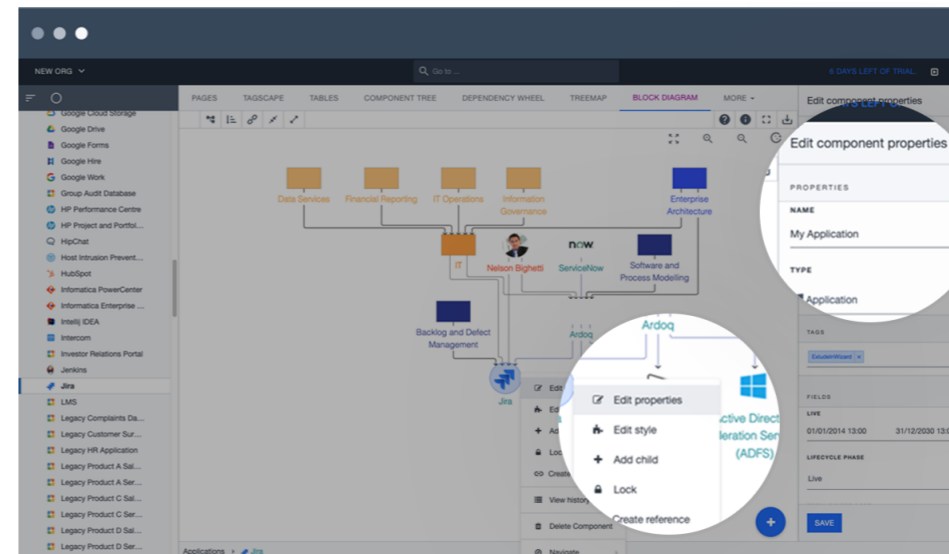 NEW ORG
Go to ...
6 DAYS LEFT OF TRIAL
PAGES
TAGSCAPE
TABLES
COMPONENT TREE
DEPENDENCY WHEEL
TREEMAP
BLOCK DIAGRAM
MORE
Google Cloud Storage
Google Drive
Google Forms
Google Hire
Google Work
Group Audit Database
HP Performance Centre
HP Project and Portfol...
HipChat
Host Intrusion Prevent...
HubSpot
Infomatica PowerCenter
Informatica Enterprise ...
Intellij IDEA
Intercom
Investor Relations Portal
Jenkins
Jira
LMS
Legacy Complaints Da...
Legacy Customer Sur...
Legacy HR Application
Legacy Product A Sal...
Legacy Product A Ser...
Legacy Product C Sal...
Legacy Product C Ser...
Legacy Product D Sal...
Legacy Product D Ser...
Data Services
Financial Reporting
IT Operations
Information
Governance
Enterprise
Architecture
IT
Nelson Bighetti
now
ServiceNow
Software and
Process Modelling
Backlog and Defect
Management
Ardoq
Jira
Edit
Ed
Ad
Loc
Create
View history
Delete Component
Navigate
Ardoq
Edit properties
Edit style
Add child
Lock
Create reference
ctive Direct
eration Ser
(ADFS)
Applications
Jira
Edit component properties
Edit component properties
PROPERTIES
NAME
My Application
TYPE
Application
TAGS
FIELDS
LIVE
01/01/2014 13:00
31/12/2030 13:0
LIFECYCLE PHASE
Live
SAVE